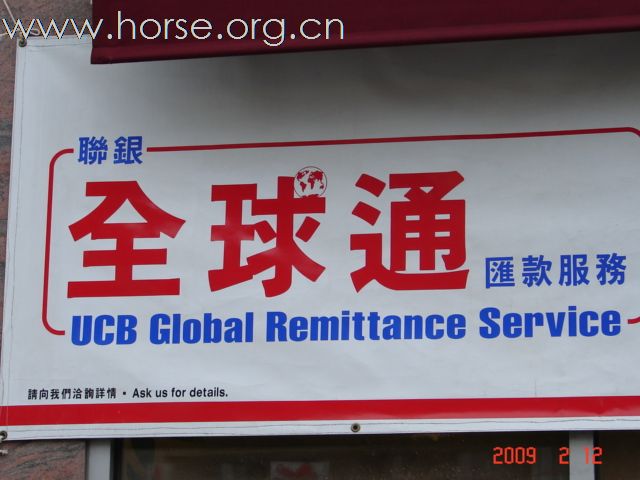 www.horse.org.cn
聯銀
全球通
匯款服務
UCB Global Remittance Service
請向我們洽詢詳情 • Ask us for details.
2009 2 12